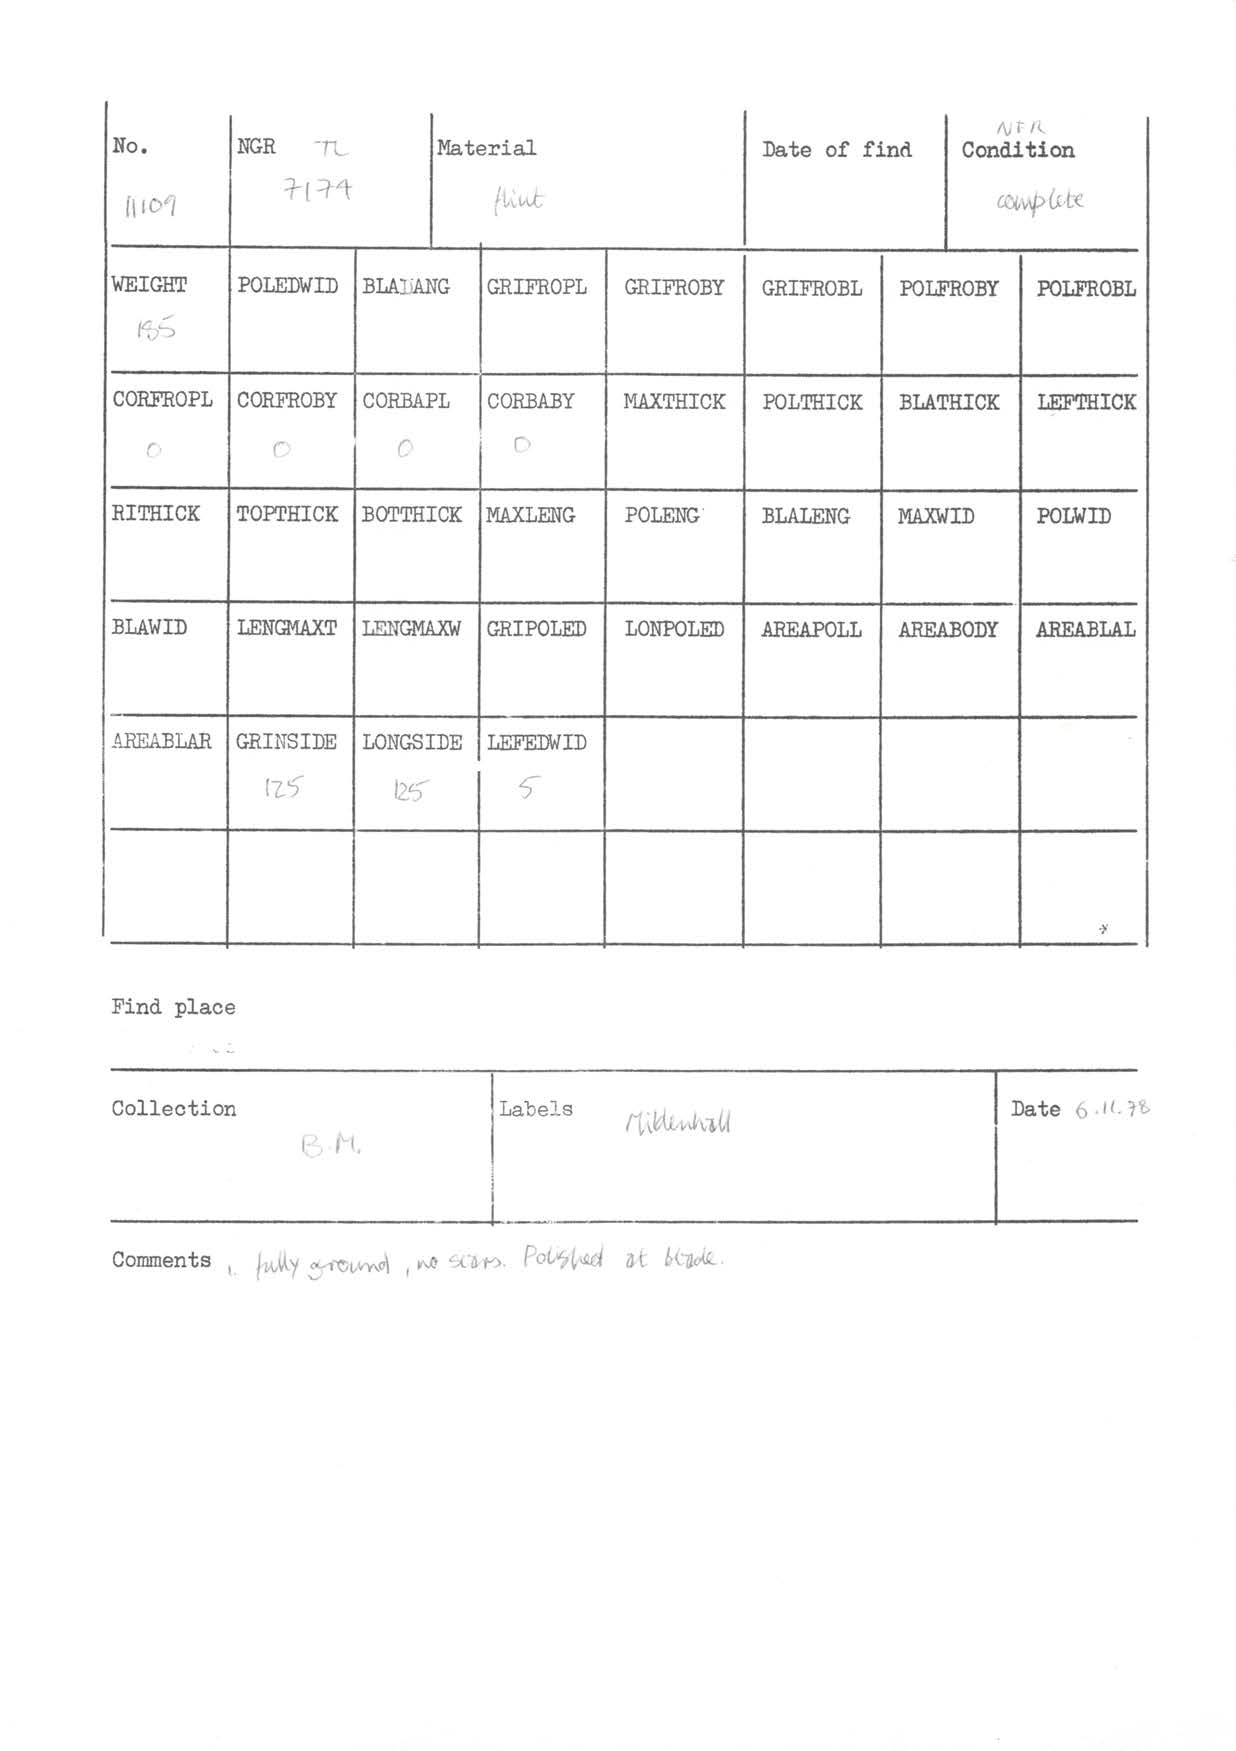 NFR
No. NGR TL Material Date of find Condition
11109 7174 flint complete
WEIGHT POLEDWID BLADANG GRIFROPL GRIFROBY GRIFROBL POLFROBY POLFROBL
185
CORFROPL CORFROBY CORBAPL CORBABY MAXTHICK POLTHICK BLATHICK LEFTHICK
0 0 0 0
RITHICK TOPTHICK BOTTHICK MAXLENG POLENG BLALENG MAXWID POLWID
BLAWID LENGMAXT LENGMAXW GRIPOLED LONPOLED AREAPOLL AREABODY AREABLAL
AREABLAR GRINSIDE LONGSIDE LEFEDWID
125 125 5
Find place
Collection Labels Mildenhall Date 6.11.78
B.M.
Comments fully ground, no scars. Polished at blade.